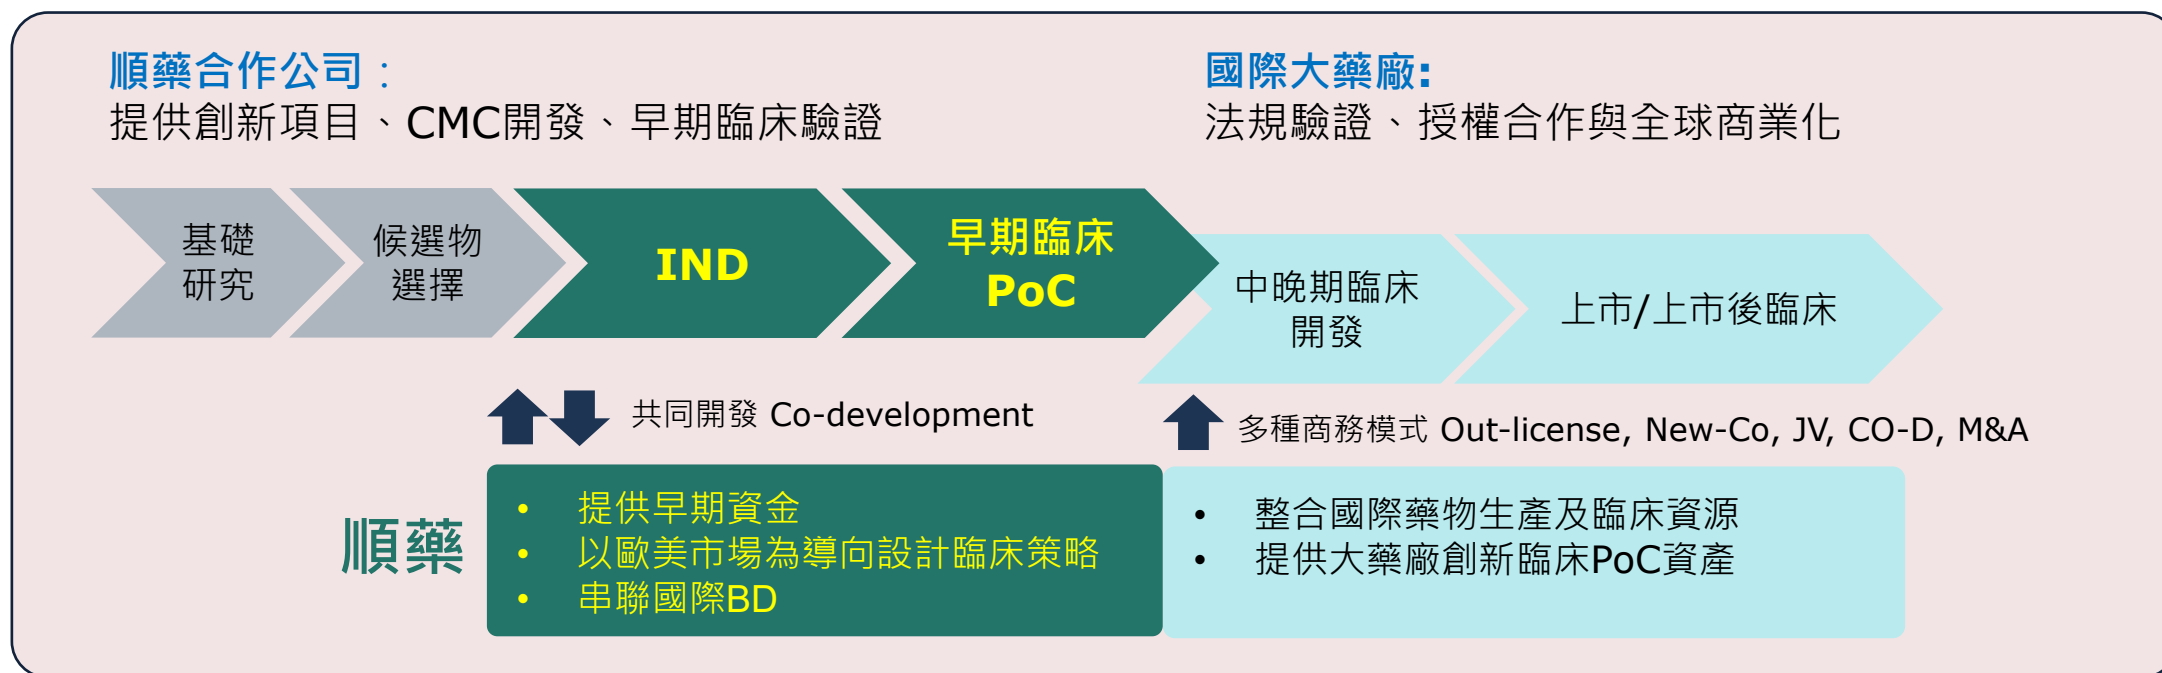 順藥合作公司：
提供創新項目、CMC開發、早期臨床驗證
國際大藥廠:
法規驗證、授權合作與全球商業化
基礎
研究
候選物
選擇
IND
早期臨床
PoC
中晚期臨床
開發
上市/上市後臨床
共同開發 Co-development
多種商務模式 Out-license, New-Co, JV, CO-D, M&A
順藥
• 提供早期資金
• 以歐美市場為導向設計臨床策略
• 串聯國際BD
• 整合國際藥物生產及臨床資源
• 提供大藥廠創新臨床PoC資產